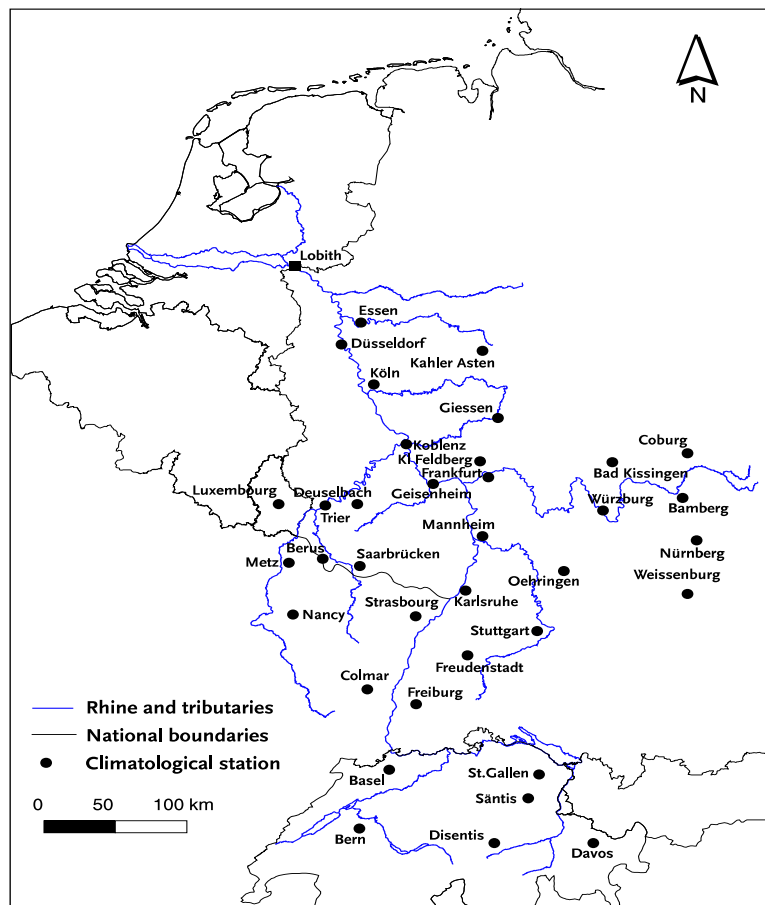 N
Lobith
Essen
Düsseldorf
Kahler Asten
Köln
Giessen
Koblenz
Kl Feldberg
Coburg
Frankfurt
Bad Kissingen
Luxembourg
Deuselbach
Geisenheim
Würzburg
Bamberg
Trier
Mannheim
Nürnberg
Berus
Metz
Saarbrücken
Oehringen
Weissenburg
Strasbourg
Karlsruhe
Nancy
Stuttgart
Freudenstadt
Colmar
Freiburg
Rhine and tributaries
National boundaries
Climatological station
Basel
St.Gallen
Säntis
0 50 100 km
Bern
Disentis
Davos